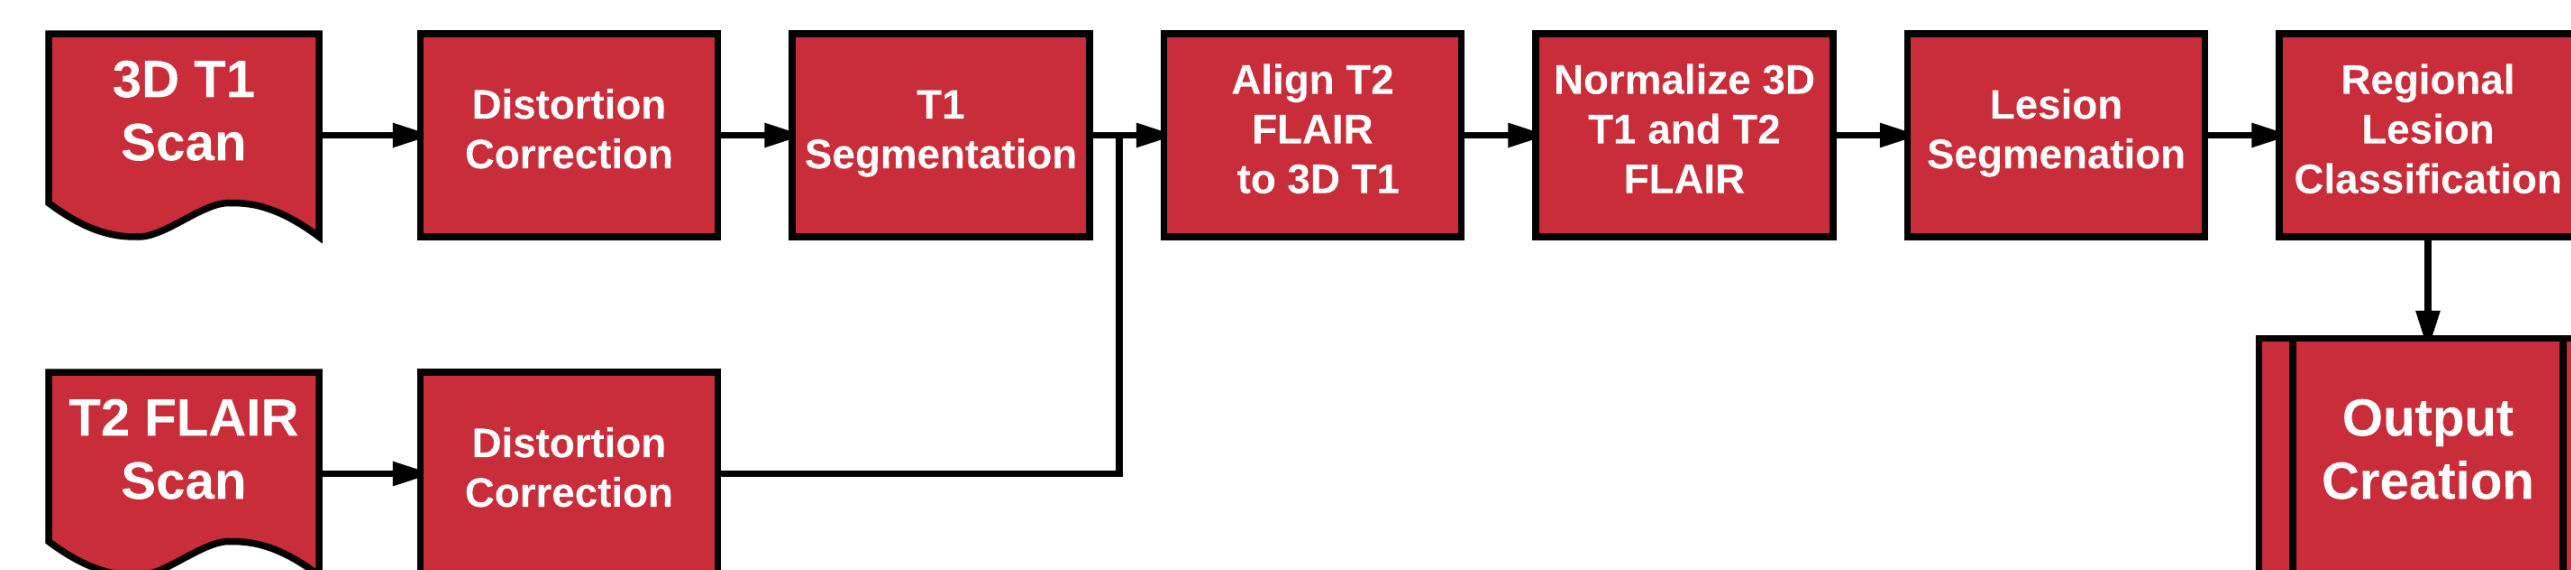 3D T1
Scan
Distortion
Correction
T1
Segmentation
Align T2
FLAIR
to 3D T1
Normalize 3D
T1 and T2
FLAIR
Lesion
Segmenation
Regional
Lesion
Classification
T2 FLAIR
Scan
Distortion
Correction
Output
Creation